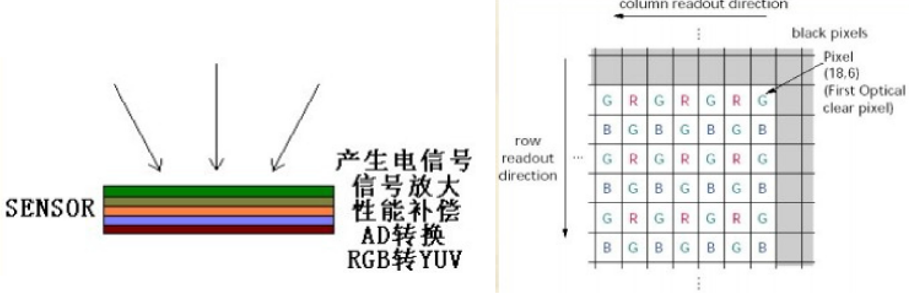 SENSOR
产生电信号
信号放大
性能补偿
AD转换
RGB转YUV
column readout direction
black pixels
Pixel
(18,6)
(First Optical
clear pixel)
row
readout
direction
G R G R G R G
B G B G B G B
G R G R G R G
B G B G B G B
G R G R G R G
B G B G B G B